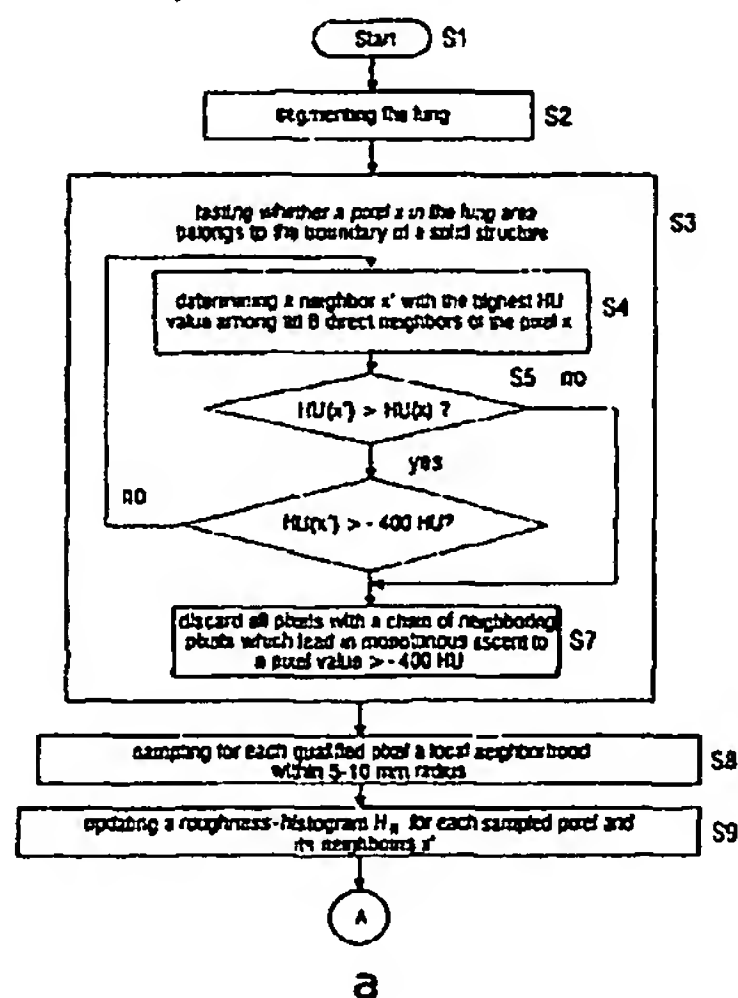 Start S1
segmenting the lung S2
testing whether a pixel x in the lung area
belongs to the boundary of a solid structure
S3
determining a neighbor x' with the highest HU
value among all 8 direct neighbors of the pixel x
S4
S5 no
HU(x') > HU(x) ?
yes
no
HU(x') > - 400 HU?
discard all pixels with a chain of neighboring
pixels which lead in monotonous ascent to
a pixel value > - 400 HU
S7
sampling for each qualified pixel a local neighborhood
within 5-10 mm radius
S8
updating a roughness-histogram H for each sampled pixel and
its neighbours x'
S9
A
a